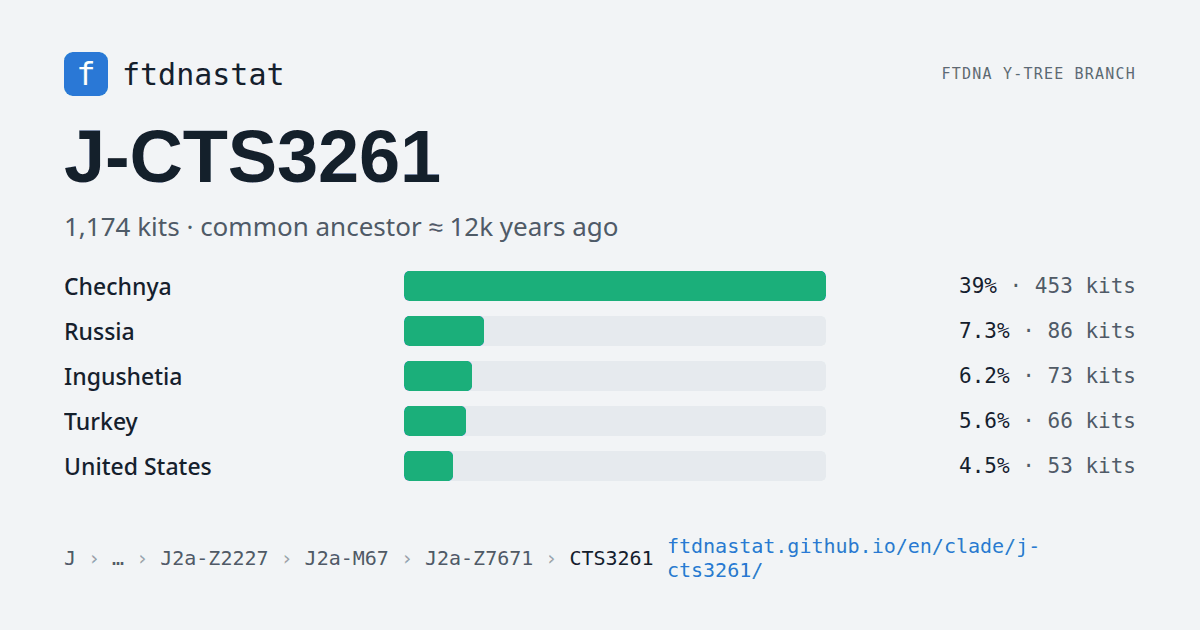 f ftdnastat
FTDNA Y-TREE BRANCH
J-CTS3261
1,174 kits · common ancestor ≈ 12k years ago
Chechnya 39% · 453 kits
Russia 7.3% · 86 kits
Ingushetia 6.2% · 73 kits
Turkey 5.6% · 66 kits
United States 4.5% · 53 kits
J › … › J2a-Z2227 › J2a-M67 › J2a-Z7671 › CTS3261
ftdnastat.github.io/en/clade/j-
cts3261/